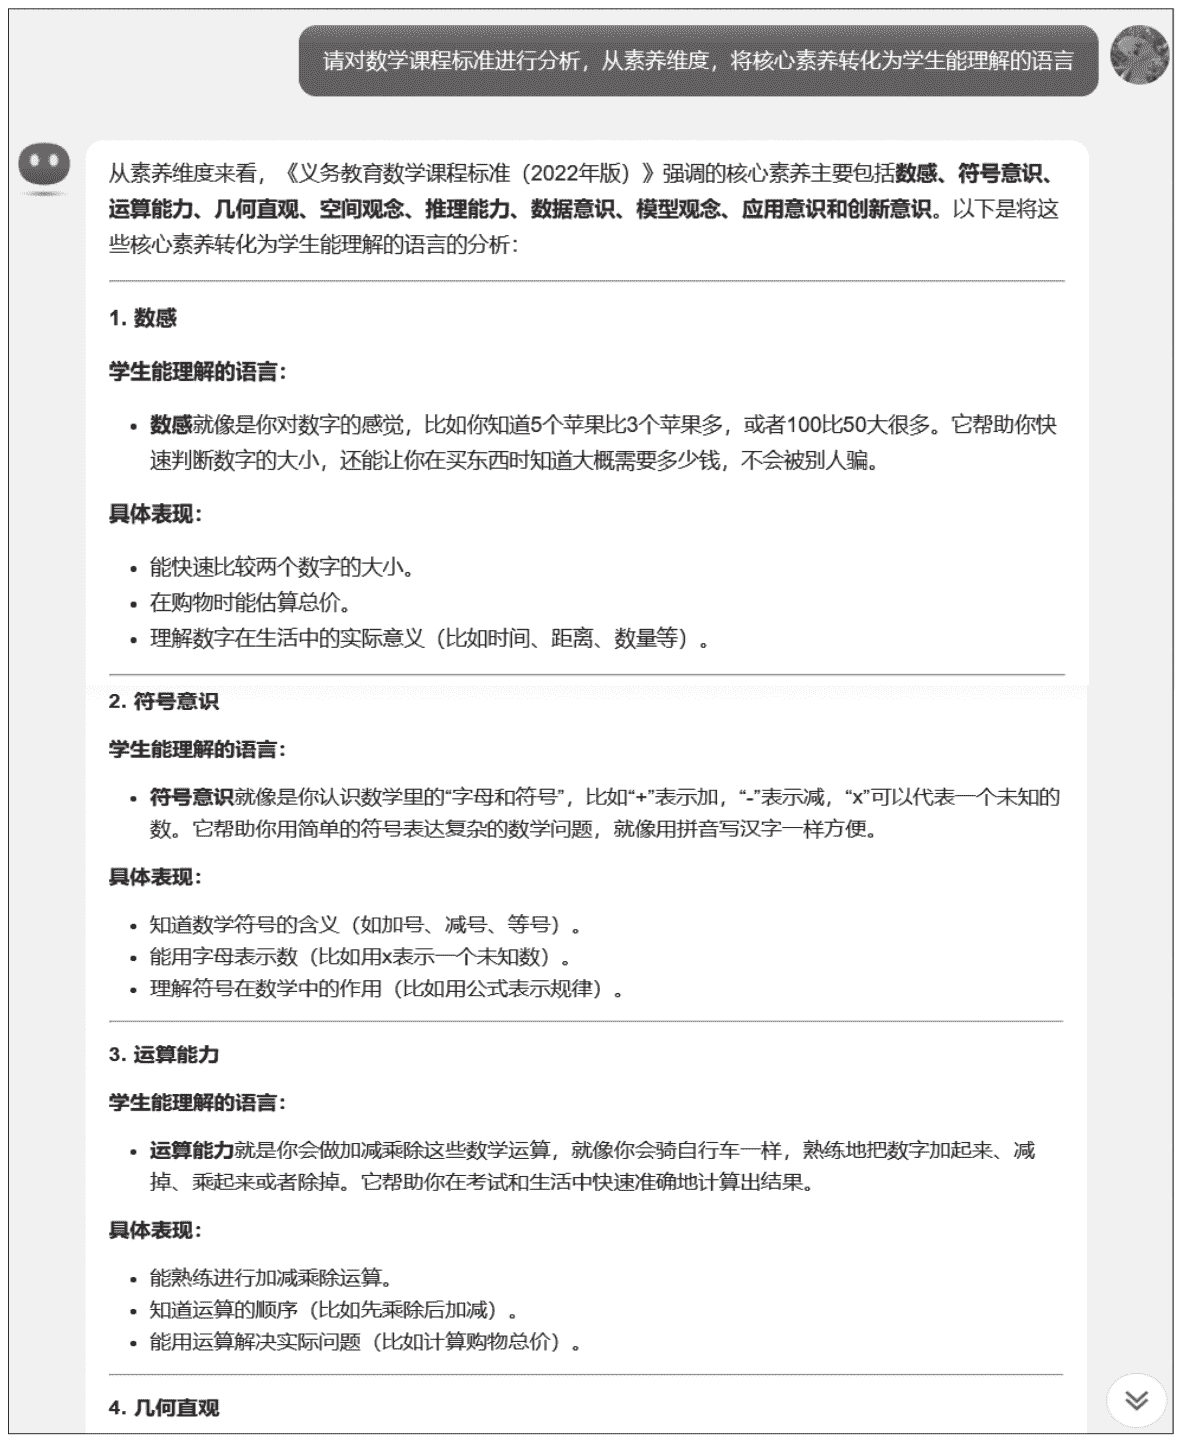 请对数学课程标准进行分析，从素养维度，将核心素养转化为学生能理解的语言
从素养维度来看，《义务教育数学课程标准（2022年版）》强调的核心素养主要包括数感、符号意识、
运算能力、几何直观、空间观念、推理能力、数据意识、模型观念、应用意识和创新意识。以下是将这
些核心素养转化为学生能理解的语言的分析：
1. 数感
学生能理解的语言：
• 数感就像是你对数字的感觉，比如你知道5个苹果比3个苹果多，或者100比50大很多。它帮助你快
速判断数字的大小，还能让你在买东西时知道大概需要多少钱，不会被别人骗。
具体表现：
• 能快速比较两个数字的大小。
• 在购物时能估算总价。
• 理解数字在生活中的实际意义（比如时间、距离、数量等）。
2. 符号意识
学生能理解的语言：
• 符号意识就像是你认识数学里的“字母和符号”，比如“+”表示加，“-”表示减，“x”可以代表一个未知的
数。它帮助你用简单的符号表达复杂的数学问题，就像用拼音写汉字一样方便。
具体表现：
• 知道数学符号的含义（如加号、减号、等号）。
• 能用字母表示数（比如用x表示一个未知数）。
• 理解符号在数学中的作用（比如用公式表示规律）。
3. 运算能力
学生能理解的语言：
• 运算能力就是你会做加减乘除这些数学运算，就像你会骑自行车一样，熟练地把数字加起来、减
掉、乘起来或者除掉。它帮助你在考试和生活中快速准确地计算出结果。
具体表现：
• 能熟练进行加减乘除运算。
• 知道运算的顺序（比如先乘除后加减）。
• 能用运算解决实际问题（比如计算购物总价）。
4. 几何直观